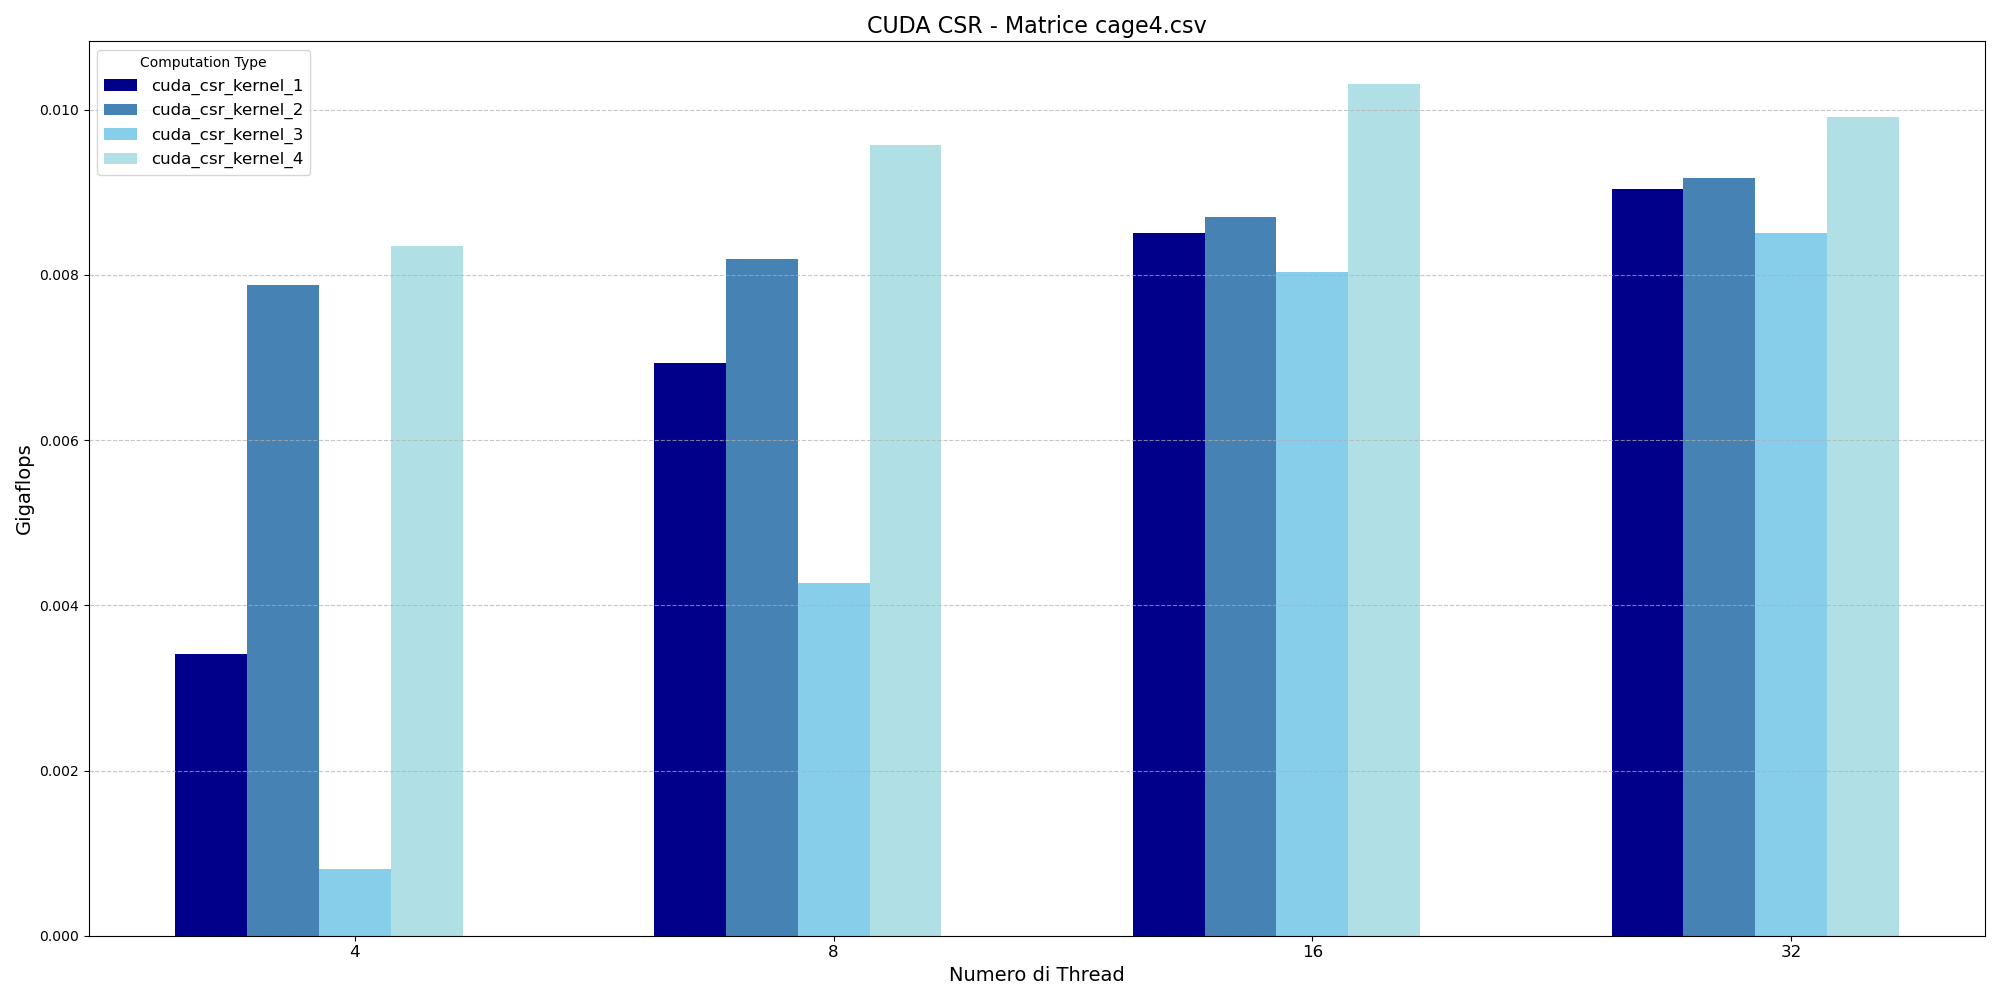 CUDA CSR - Matrice cage4.csv
Computation Type
cuda_csr_kernel_1
cuda_csr_kernel_2
cuda_csr_kernel_3
cuda_csr_kernel_4
Gigaflops
0.010
0.008
0.006
0.004
0.002
0.000
4 8 16 32
Numero di Thread